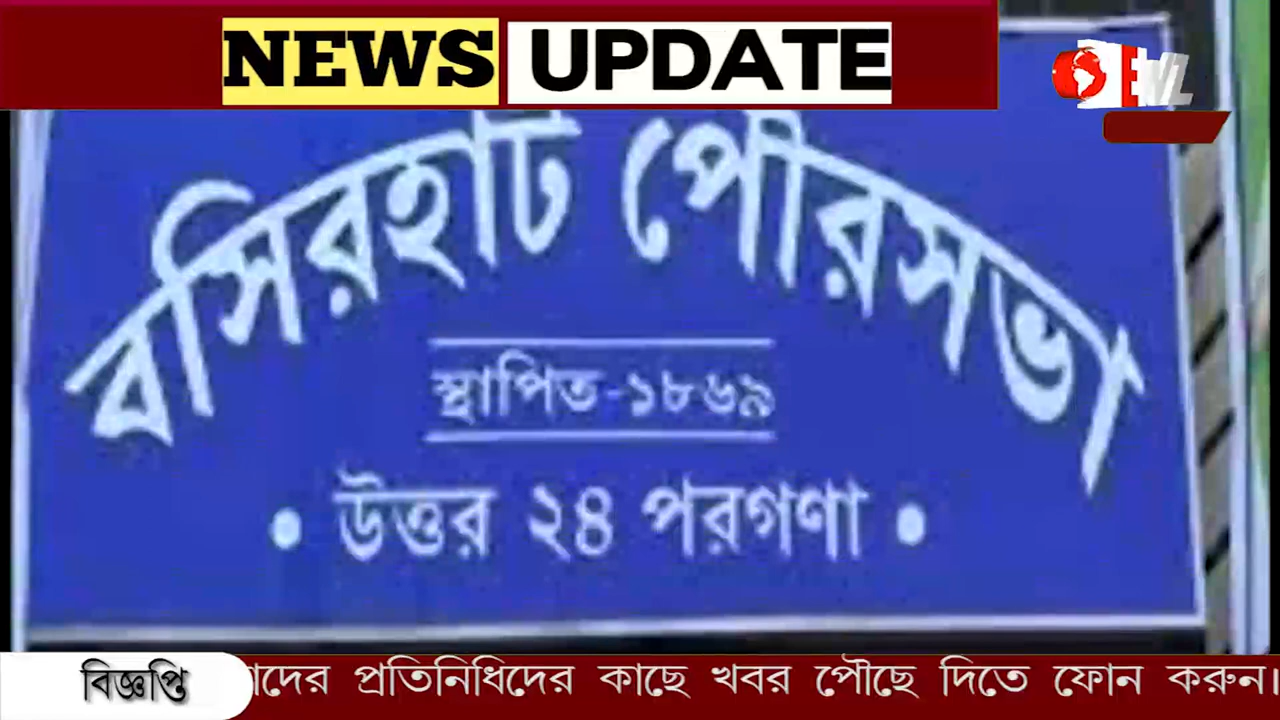 NEWS UPDATE
বসিরহাট পৌরসভা
স্থাপিত-১৮৬৯
• উত্তর ২৪ পরগণা •
বিজ্ঞপ্তি
প্রতিনিধিদের কাছে খবর পৌছে দিতে ফোন করুন।